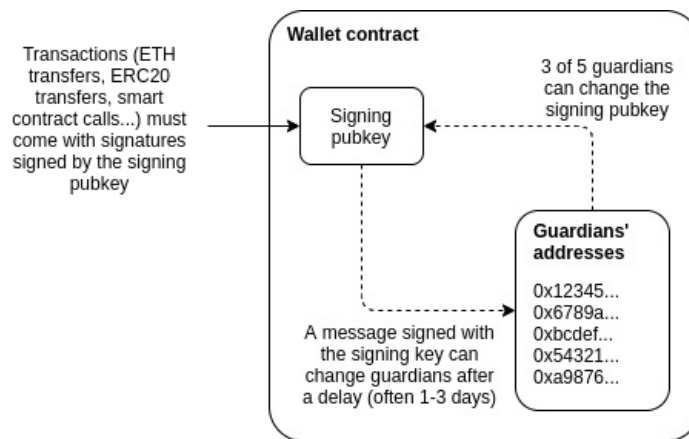 Transactions (ETH
transfers, ERC20
transfers, smart
contract calls...) must
come with signatures
signed by the signing
pubkey
Wallet contract
Signing
pubkey
3 of 5 guardians
can change the
signing pubkey
A message signed with
the signing key can
change guardians after
a delay (often 1-3 days)
Guardians'
addresses
0x12345...
0x6789a...
0xbcdef...
0x54321...
0xa9876...